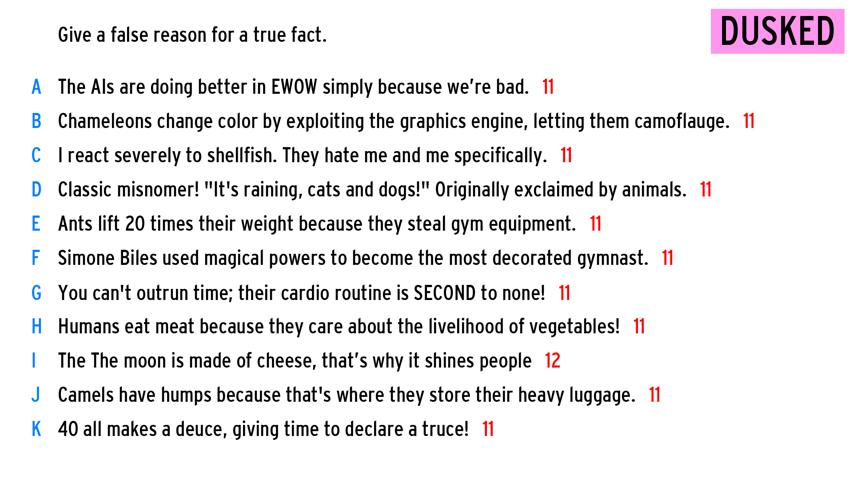 Give a false reason for a true fact.
DUSKED
A The AIs are doing better in EWOW simply because we're bad. 11
B Chameleons change color by exploiting the graphics engine, letting them camoflauge. 11
C I react severely to shellfish. They hate me and me specifically. 11
D Classic misnomer! "It's raining, cats and dogs!" Originally exclaimed by animals. 11
E Ants lift 20 times their weight because they steal gym equipment. 11
F Simone Biles used magical powers to become the most decorated gymnast. 11
G You can't outrun time; their cardio routine is SECOND to none! 11
H Humans eat meat because they care about the livelihood of vegetables! 11
I The The moon is made of cheese, that’s why it shines people 12
J Camels have humps because that's where they store their heavy luggage. 11
K 40 all makes a deuce, giving time to declare a truce! 11